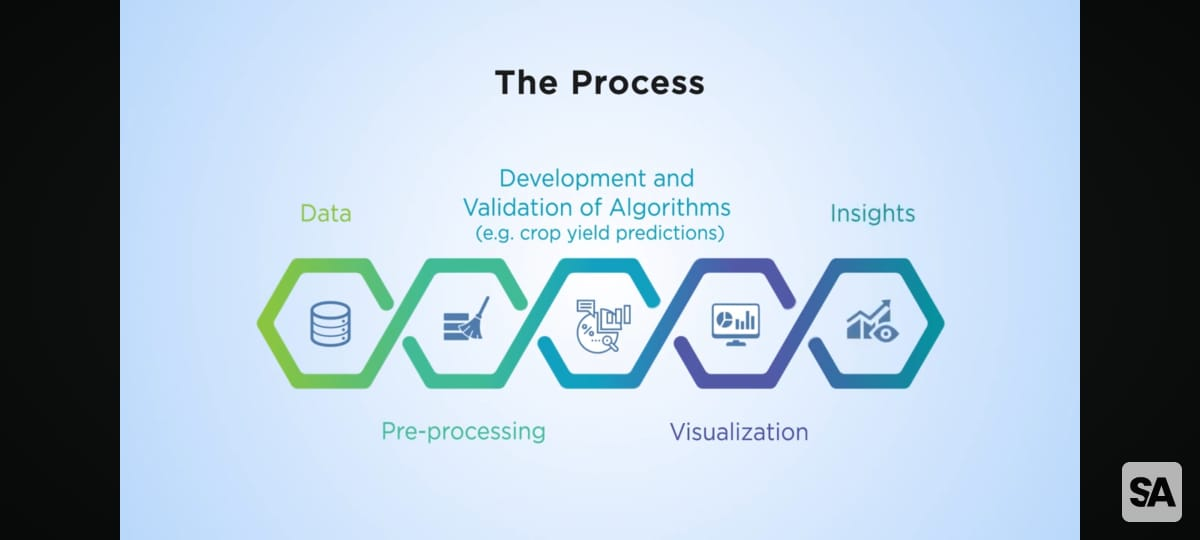 The Process
Data
Development and
Validation of Algorithms
(e.g. crop yield predictions)
Insights
%
Pre-processing
Visualization
SA